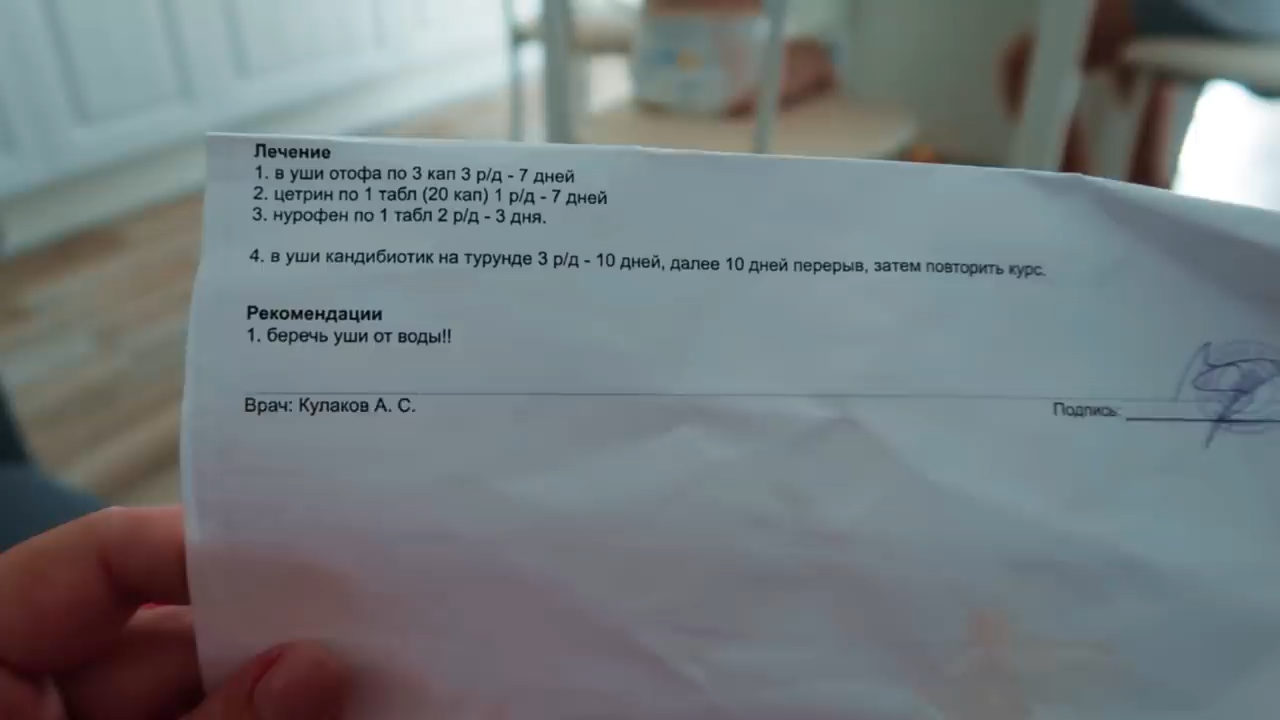 Лечение
1. в уши отофа по 3 кап 3 р/д - 7 дней
2. цетрин по 1 табл (20 кап) 1 р/д - 7 дней
3. нурофен по 1 табл 2 р/д - 3 дня.
4. в уши кандибиотик на турунде 3 р/д - 10 дней, далее 10 дней перерыв, затем повторить курс.
Рекомендации
1. беречь уши от воды!!
Врач: Кулаков А. С.
Подпись: